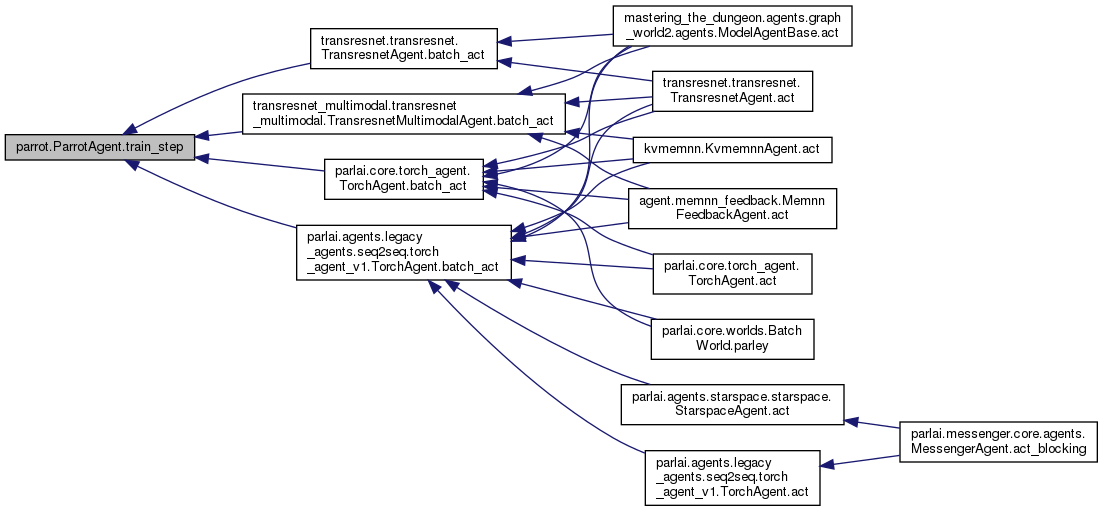 parrot.ParrotAgent.train_step
transresnet.transresnet.
TransresnetAgent.batch_act
transresnet_multimodal.transresnet
_multimodal.TransresnetMultimodalAgent.batch_act
parlai.core.torch_agent.
TorchAgent.batch_act
parlai.agents.legacy
_agents.seq2seq.torch
_agent_v1.TorchAgent.batch_act
mastering_the_dungeon.agents.graph
_world2.agents.ModelAgentBase.act
transresnet.transresnet.
TransresnetAgent.act
kvmemnn.KvmemnnAgent.act
agent.memnn_feedback.Memnn
FeedbackAgent.act
parlai.core.torch_agent.
TorchAgent.act
parlai.core.worlds.Batch
World.parley
parlai.agents.starspace.starspace.
StarspaceAgent.act
parlai.agents.legacy
_agents.seq2seq.torch
_agent_v1.TorchAgent.act
parlai.messenger.core.agents.
MessengerAgent.act_blocking